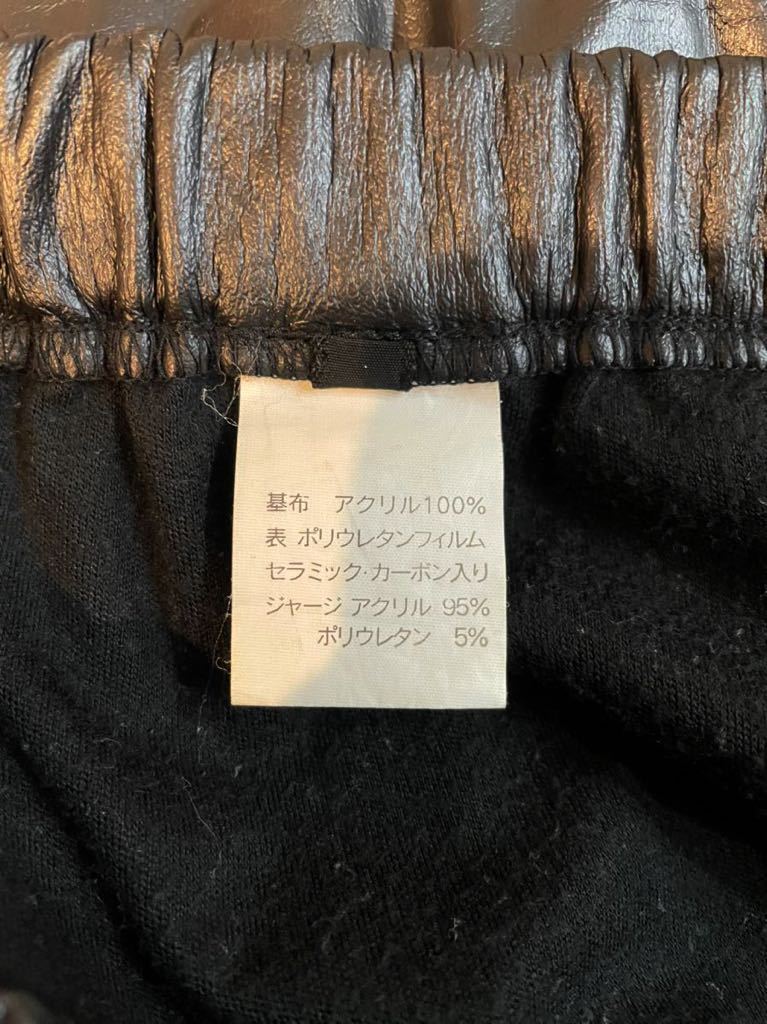 基布 アクリル100%
表 ポリウレタンフィルム
セラミック・カーボン入り
ジャージ アクリル 95%
ポリウレタン 5%